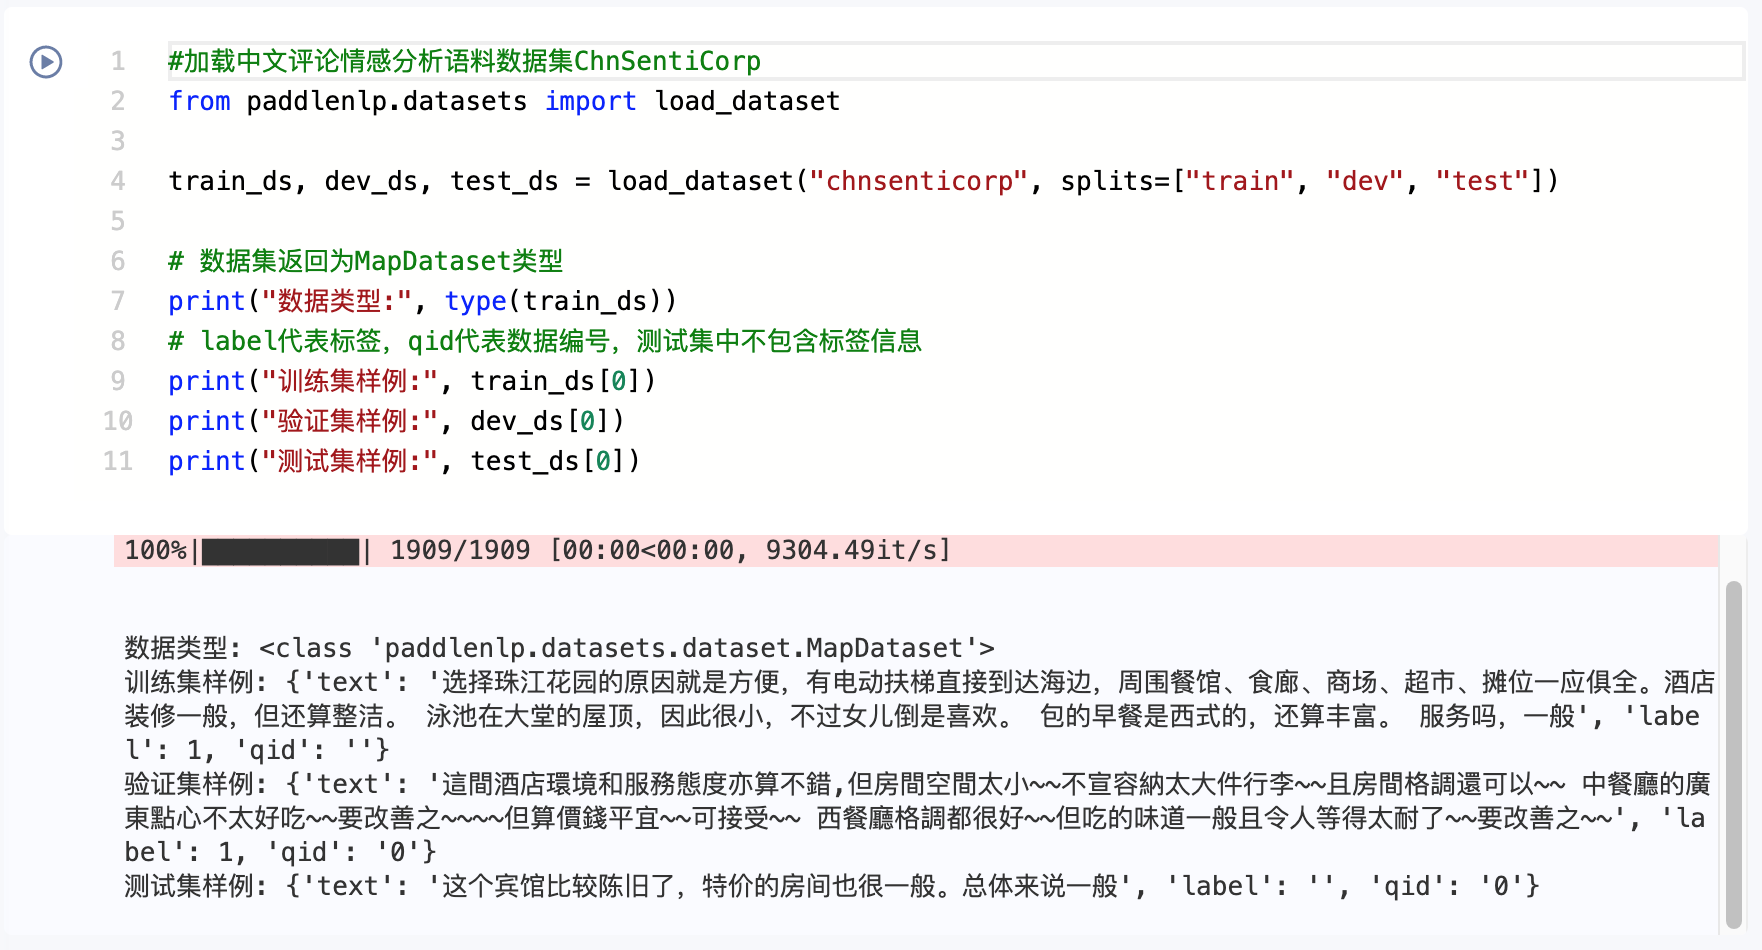 1 #加载中文评论情感分析语料数据集ChnSentiCorp
2 from paddlenlp.datasets import load_dataset
3
4 train_ds, dev_ds, test_ds = load_dataset("chnsenticorp", splits=["train", "dev", "test"])
5
6 # 数据集返回为MapDataset类型
7 print("数据类型:", type(train_ds))
8 # label代表标签，qid代表数据编号，测试集中不包含标签信息
9 print("训练集样例:", train_ds[0])
10 print("验证集样例:", dev_ds[0])
11 print("测试集样例:", test_ds[0])
100%|██████████| 1909/1909 [00:00<00:00, 9304.49it/s]
数据类型: <class 'paddlenlp.datasets.dataset.MapDataset'>
训练集样例: {'text': '选择珠江花园的原因就是方便，有电动扶梯直接到达海边，周围餐馆、食廊、商场、超市、摊位一应俱全。酒店
装修一般，但还算整洁。 泳池在大堂的屋顶，因此很小，不过女儿倒是喜欢。 包的早餐是西式的，还算丰富。 服务吗，一般', 'labe
l': 1, 'qid': ''}
验证集样例: {'text': '這間酒店環境和服務態度亦算不錯,但房間空間太小~~不宣容納太大件行李~~且房間格調還可以~~ 中餐廳的廣
東點心不太好吃~~要改善之~~~~但算價錢平宜~~可接受~~ 西餐廳格調都很好~~但吃的味道一般且令人等得太耐了~~要改善之~~', 'la
bel': 1, 'qid': '0'}
测试集样例: {'text': '这个宾馆比较陈旧了，特价的房间也很一般。总体来说一般', 'label': '', 'qid': '0'}